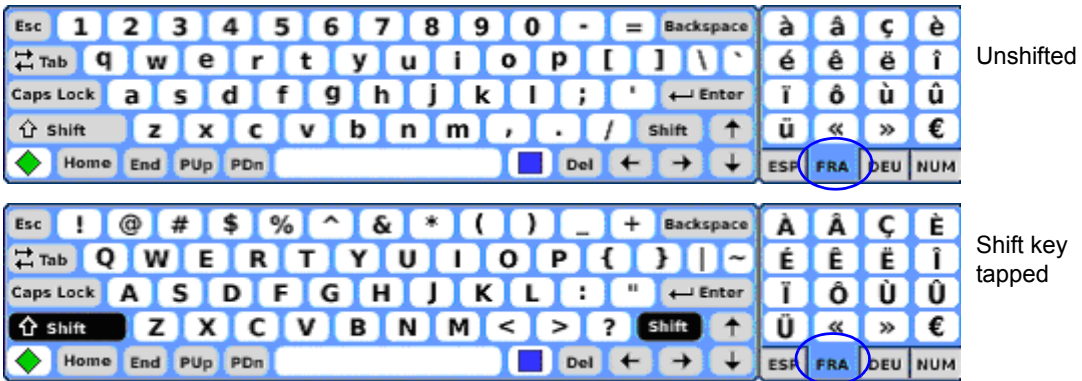 Esc 1 2 3 4 5 6 7 8 9 0 - = Backspace à â ç è
Tab q w e r t y u i o p [ ] \ ` é ê ë î
Unshifted
Caps Lock a s d f g h j k l ; ' Enter ï ô ù û
Shift z x c v b n m , . / Shift ↑ ü « » €
Home End PUp PDn Del ← → ↓ ESP FRA DEU NUM
Esc ! @ # $ % ^ & * ( ) _ + Backspace À Â Ç È
Tab Q W E R T Y U I O P { } | ~ É Ê Ë Î
Shift key
tapped
Caps Lock A S D F G H J K L : " Enter Ï Ô Ù Û
Shift Z X C V B N M < > ? Shift ↑ Ü « » €
Home End PUp PDn Del ← → ↓ ESP FRA DEU NUM